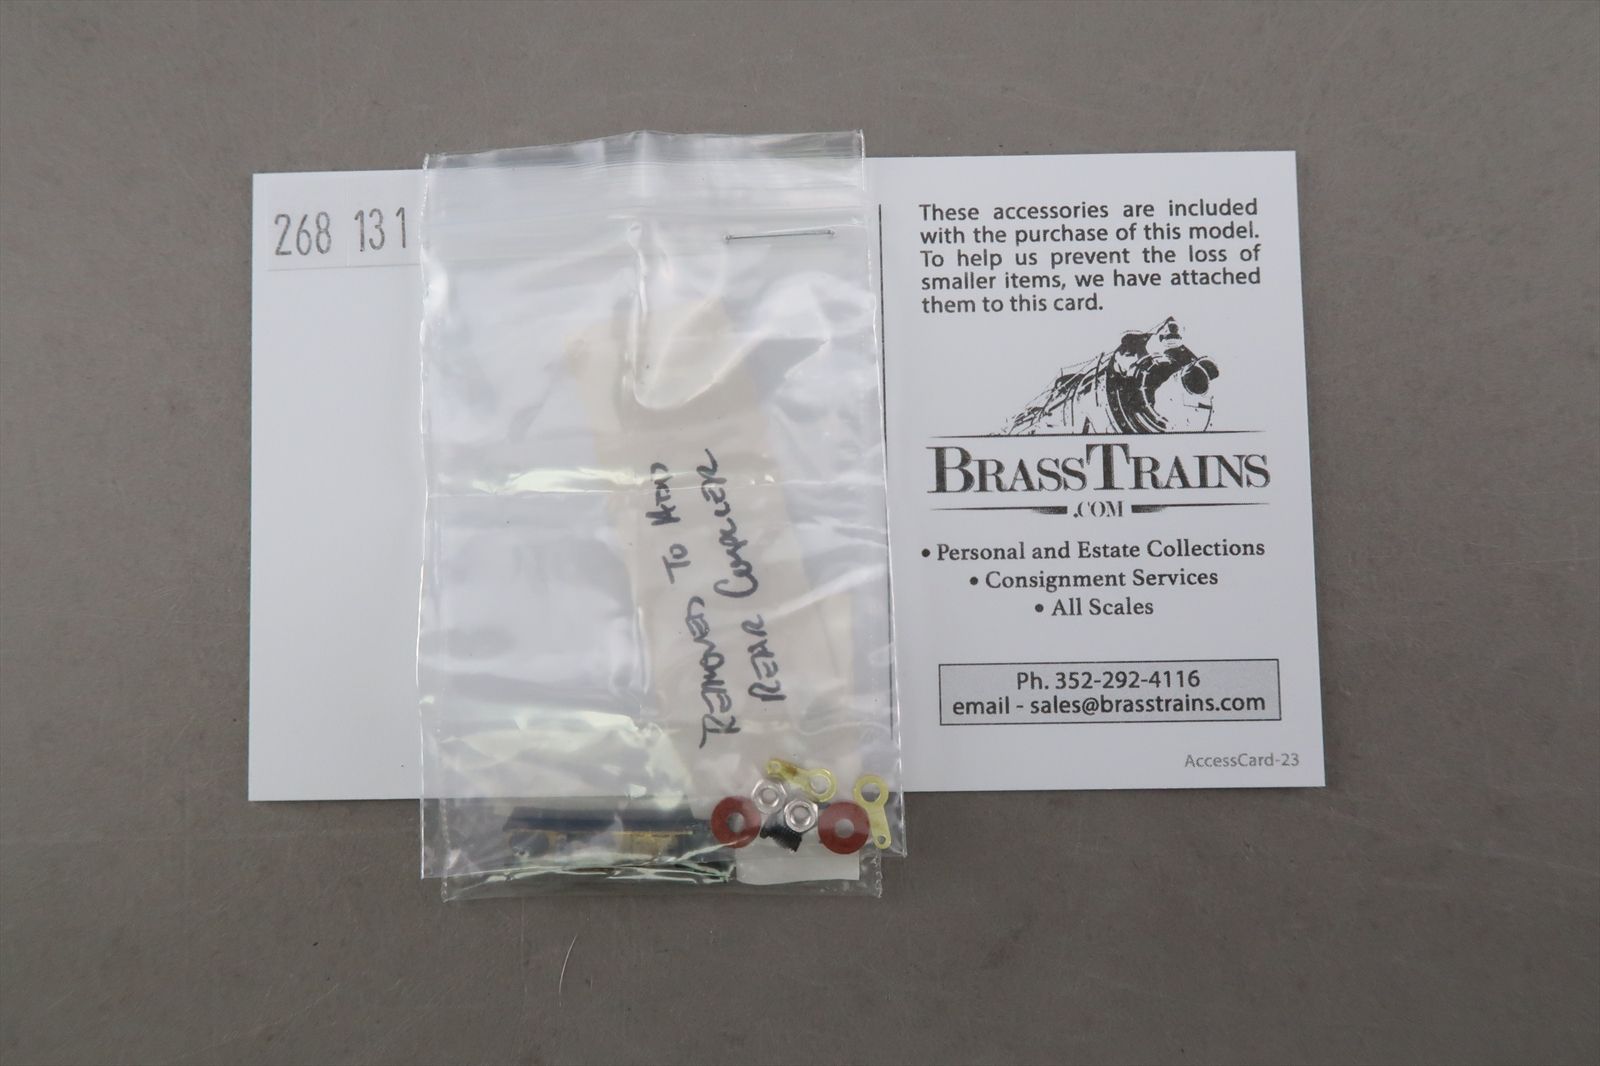 268 131
REMOVED TO ADD
REAR COUPLER
These accessories are included
with the purchase of this model.
To help us prevent the loss of
smaller items, we have attached
them to this card.
BRASSTRAINS
.COM
• Personal and Estate Collections
• Consignment Services
• All Scales
Ph. 352-292-4116
email - sales@brasstrains.com
AccessCard-23